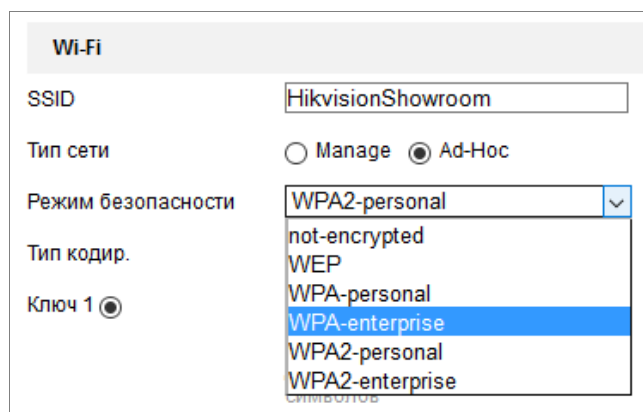 Wi-Fi
SSID HikvisionShowroom
Тип сети Manage Ad-Hoc
Режим безопасности WPA2-personal
not-encrypted
Тип кодир. WEP
WPA-personal
Ключ 1 WPA-enterprise
WPA2-personal
WPA2-enterprise
символов